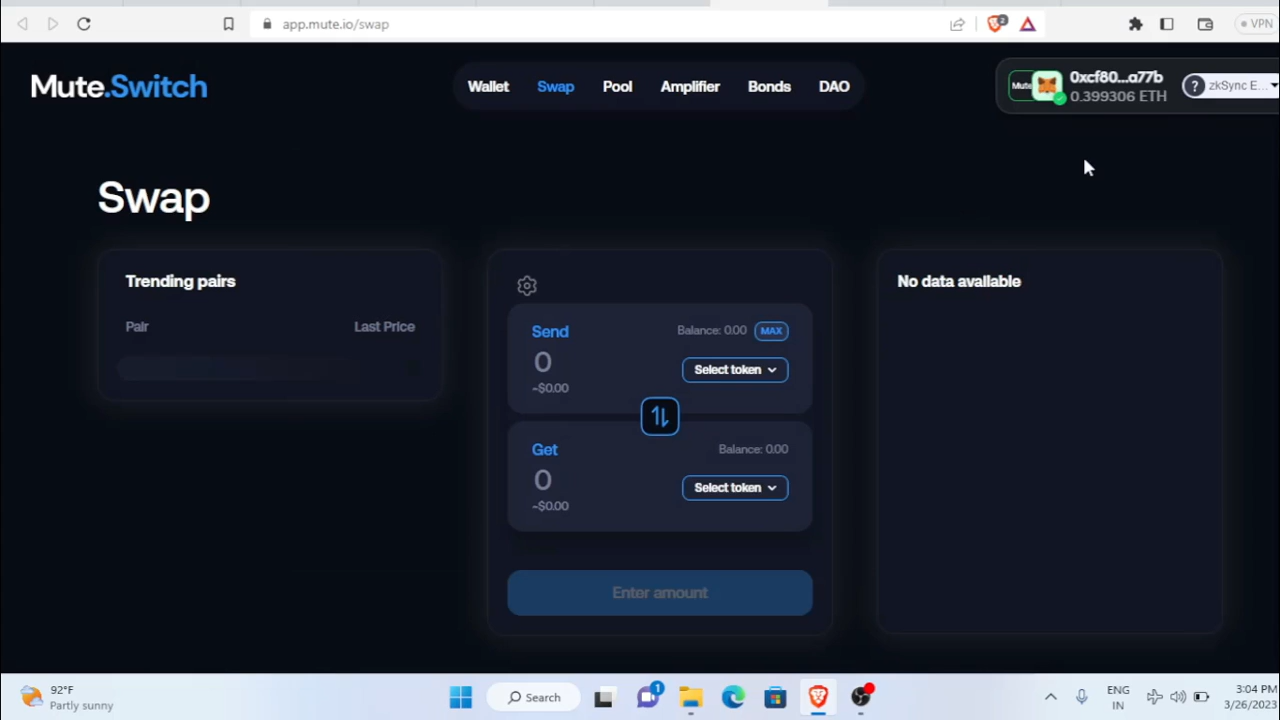 app.mute.io/swap
2
VPN
Mute.Switch
Wallet
Swap
Pool
Amplifier
Bonds
DAO
Mute
0xcf80...a77b
0.399306 ETH
? zkSync E...
Swap
Trending pairs
Pair
Last Price
Send
Balance: 0.00
MAX
0
Select token
~$0.00
Get
Balance: 0.00
0
Select token
~$0.00
Enter amount
No data available
92°F
Partly sunny
Search
1
ENG
IN
3:04 PM
3/26/2023